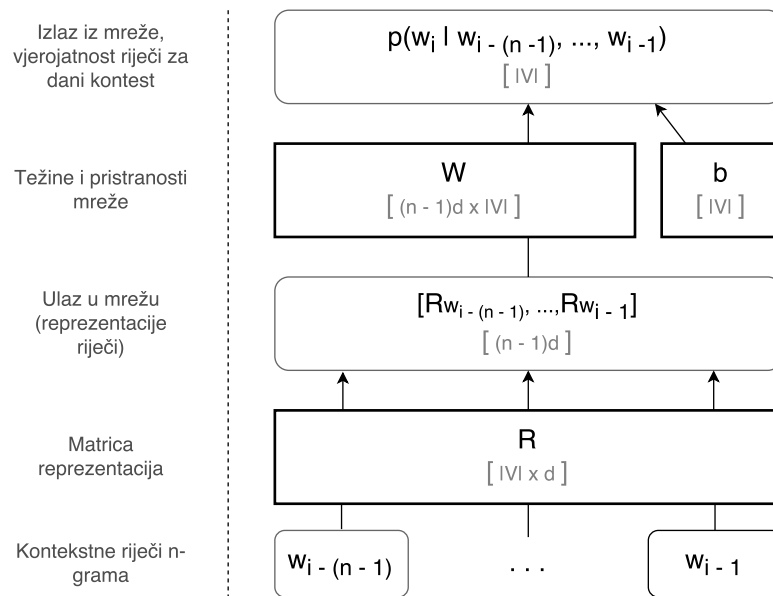 Izlaz iz mreže,
vjerojatnost riječi za
dani kontest
p(wi | wi - (n -1), ..., wi -1)
[ |V| ]
Težine i pristranosti
mreže
W
[ (n - 1)d x |V| ]
b
[ |V| ]
Ulaz u mrežu
(reprezentacije
riječi)
[Rwi - (n - 1), ...,Rwi - 1]
[ (n - 1)d ]
Matrica
reprezentacija
R
[ |V| x d ]
Kontekstne riječi n-
grama
wi - (n - 1)
. . .
wi - 1